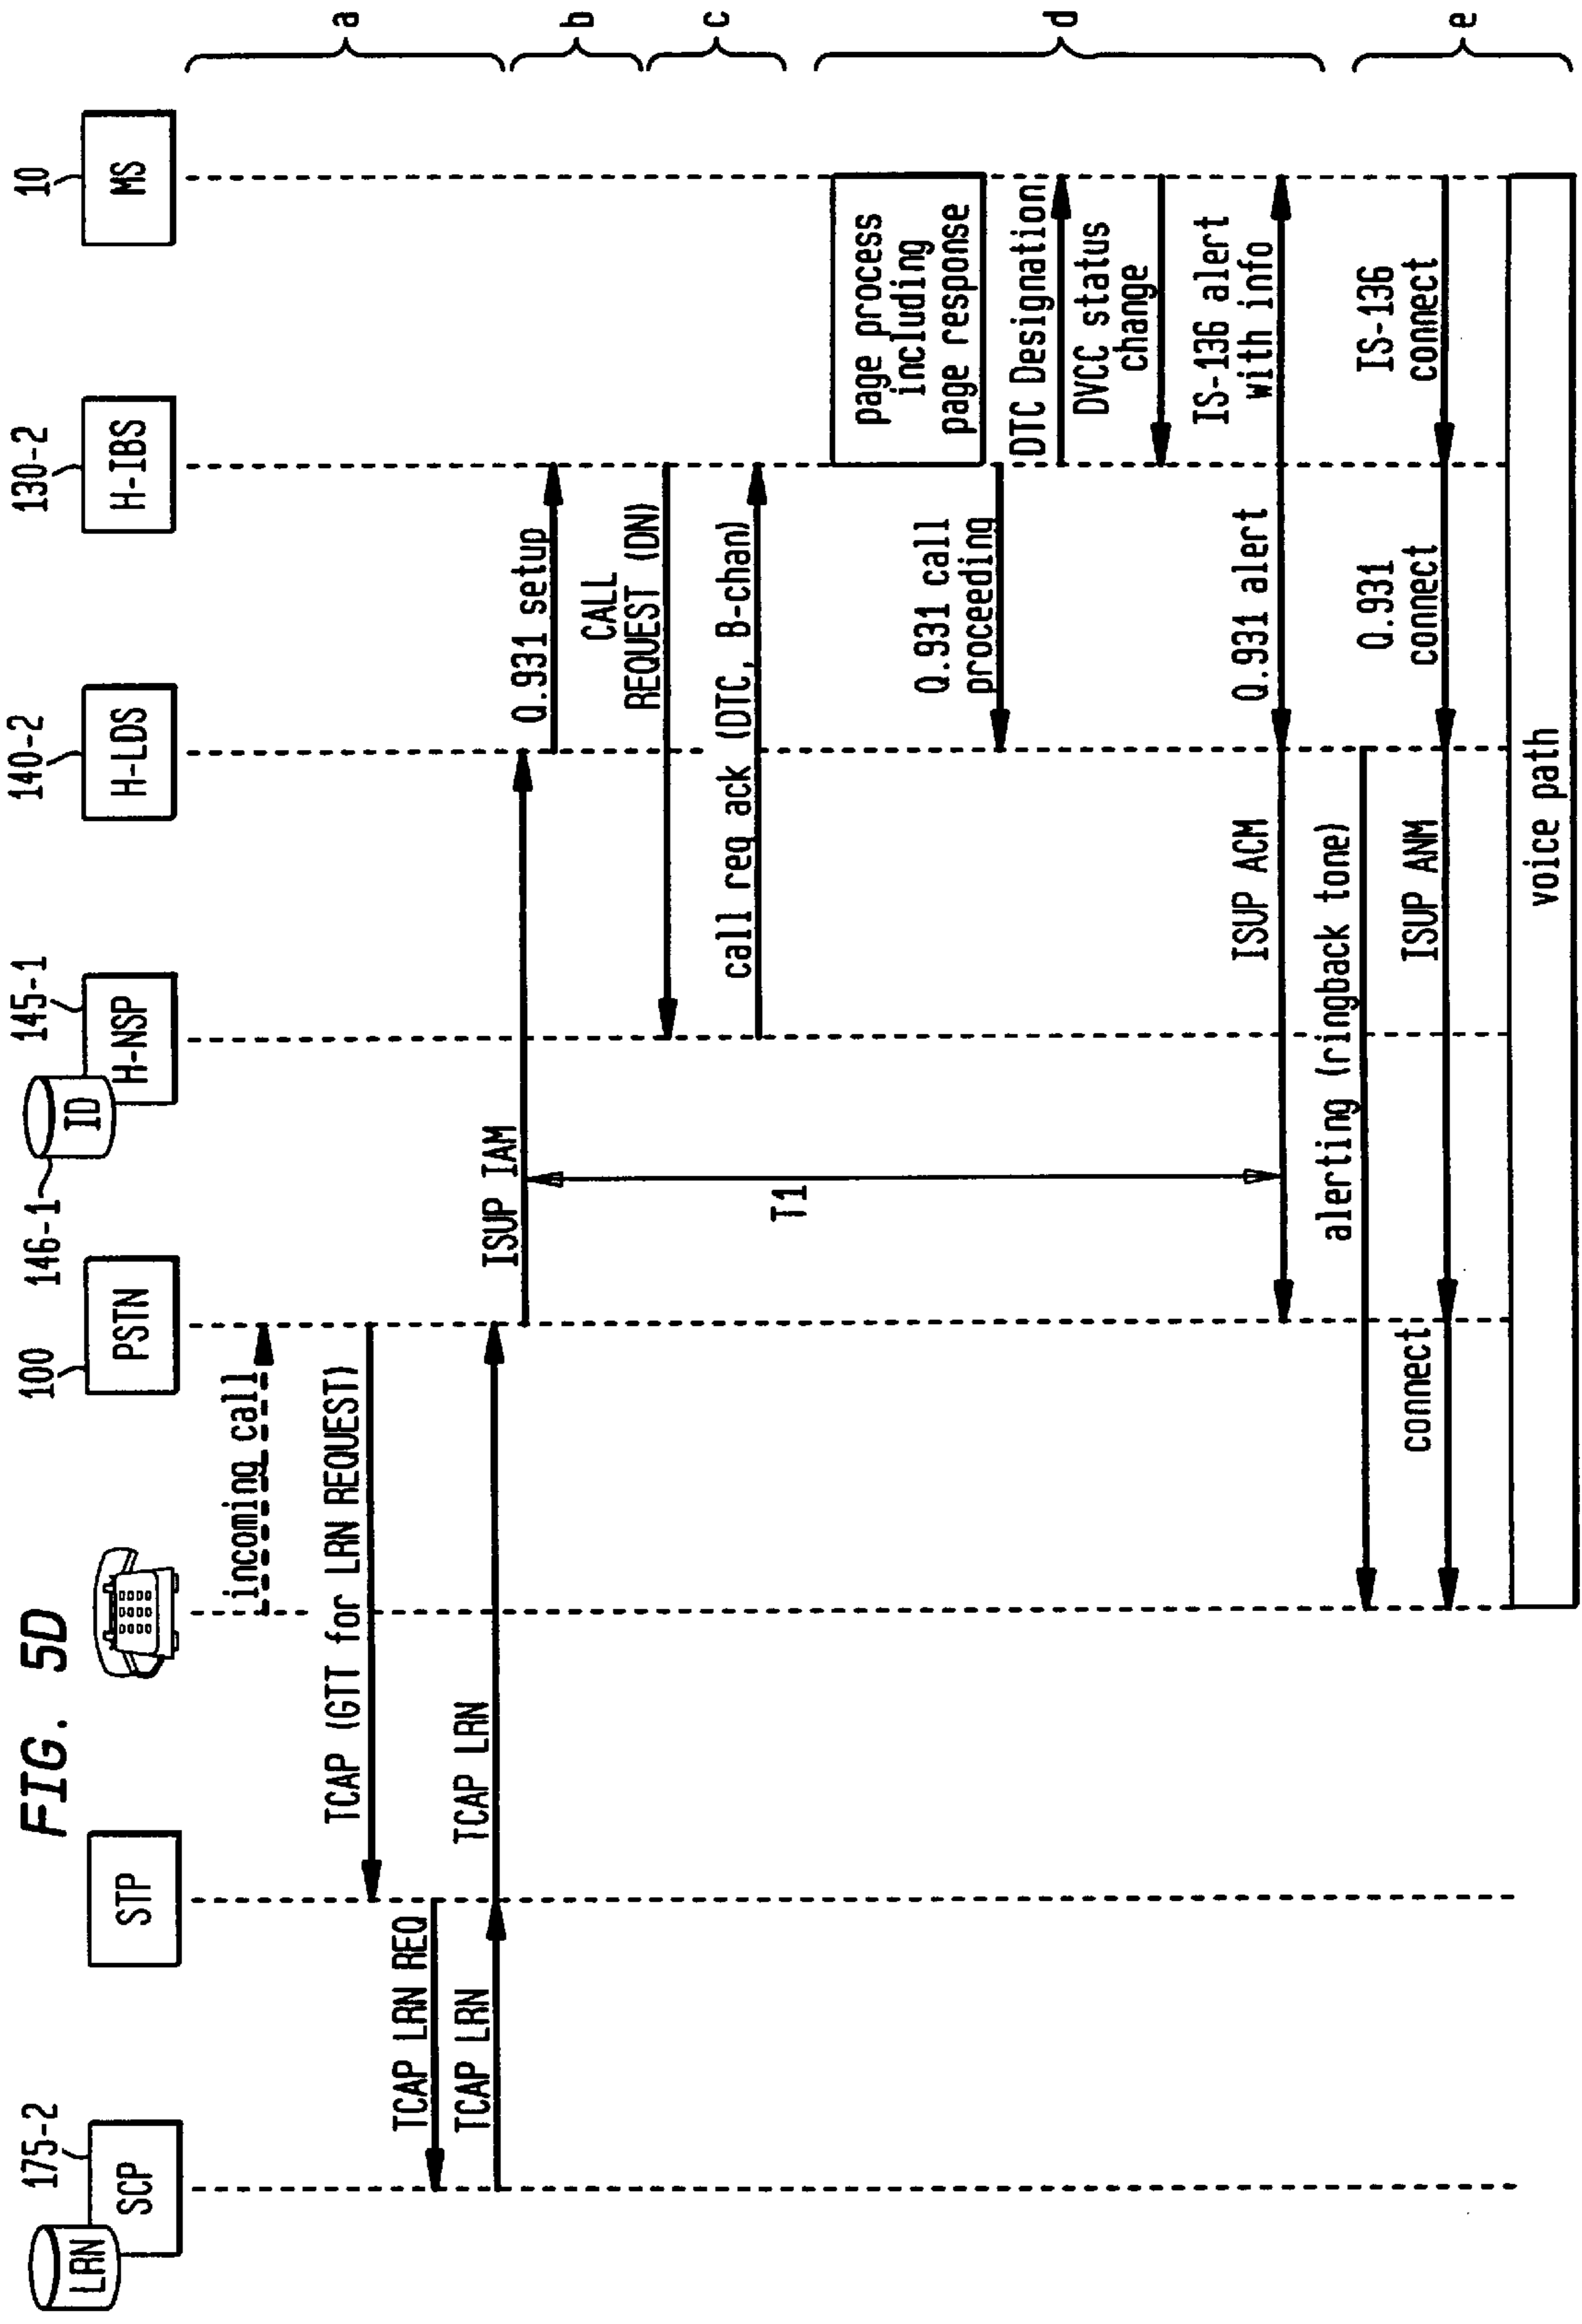 FIG. 5D
LRN
175-2
SCP
STP
100
PSTN
146-1
ID
145-1
H-NSP
140-2
H-LDS
130-2
H-IBS
10
MS
incoming call
TCAP (GTT for LRN REQUEST)
TCAP LRN REQ
TCAP LRN
TCAP LRN
a
ISUP IAM
Q.931 setup
b
CALL
REQUEST (DN)
call req ack (DTC, B-chan)
c
T1
page process
including
page response
Q.931 call
proceeding
DTC Designation
DVCC status
change
ISUP ACM
Q.931 alert
IS-136 alert
with info
d
alerting (ringback tone)
connect
ISUP ANM
Q.931
connect
IS-136
connect
voice path
e